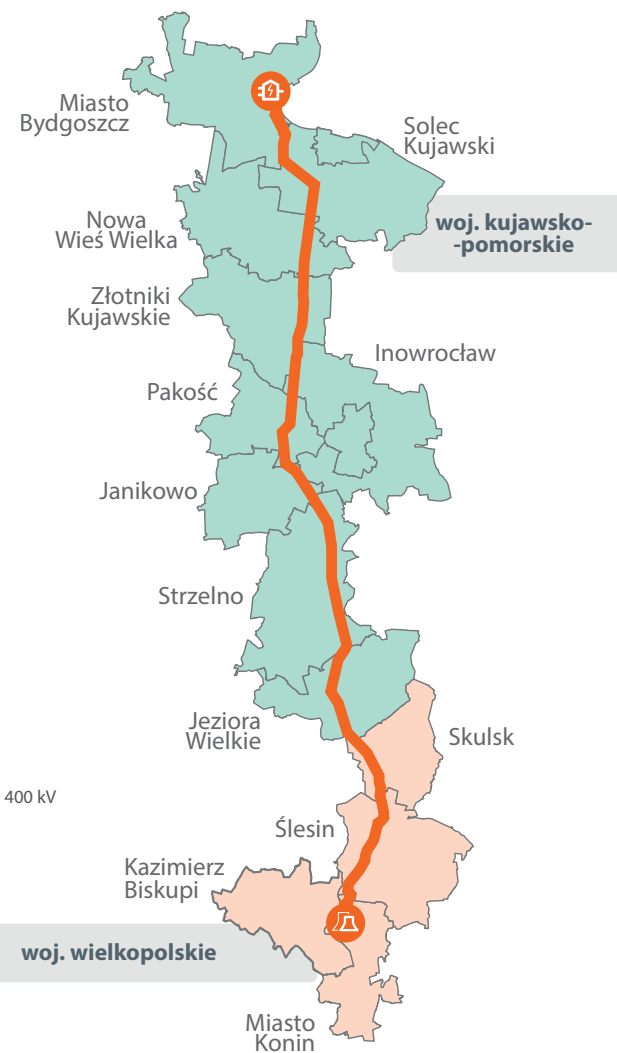 Miasto
Bydgoszcz
Solec
Kujawski
Nowa
Wieś Wielka
woj. kujawsko-
-pomorskie
Złotniki
Kujawskie
Inowrocław
Pakość
Janikowo
Strzelno
Jeziora
Wielkie
Skulsk
400 kV
Ślesin
Kazimierz
Biskupi
woj. wielkopolskie
Miasto
Konin